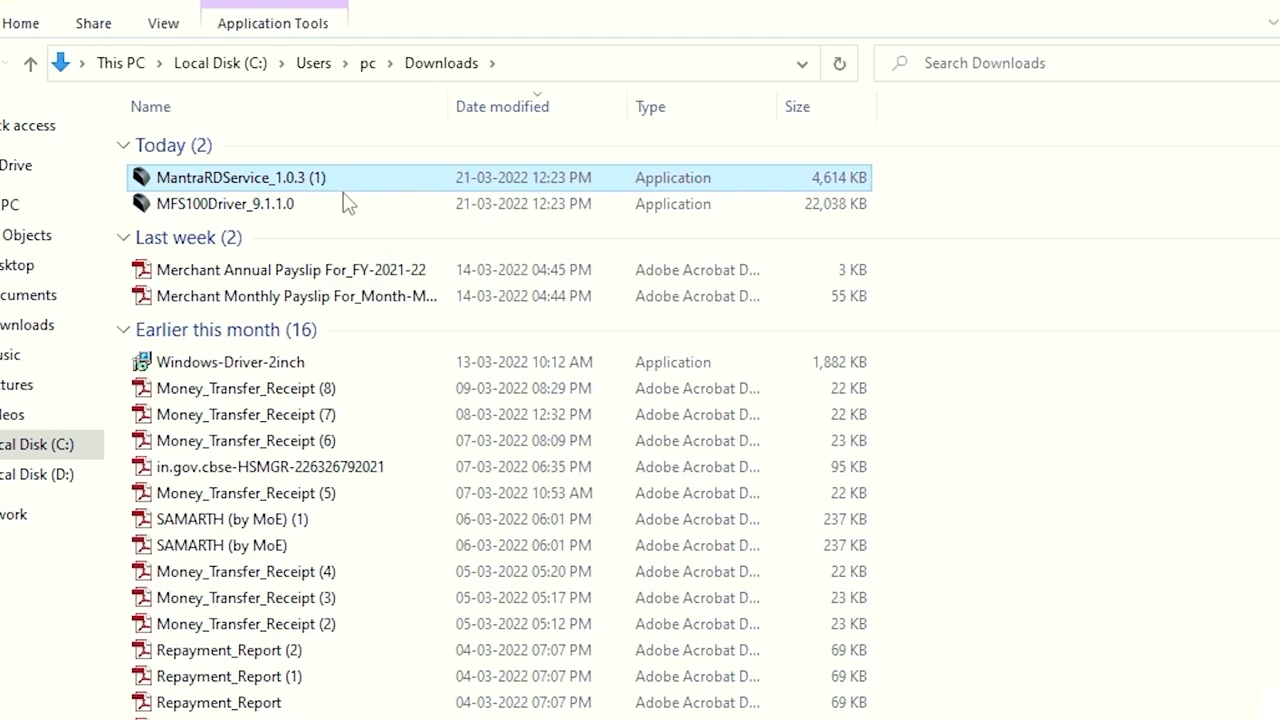 Home Share View Application Tools
This PC Local Disk (C:) Users pc Downloads Search Downloads
Name Date modified Type Size
ck access
Drive
PC
Objects
sktop
cuments
wnloads
usic
tures
leos
cal Disk (C:)
cal Disk (D:)
work
Today (2)
MantraRDService_1.0.3 (1) 21-03-2022 12:23 PM Application 4,614 KB
MFS100Driver_9.1.1.0 21-03-2022 12:23 PM Application 22,038 KB
Last week (2)
Merchant Annual Payslip For_FY-2021-22 14-03-2022 04:45 PM Adobe Acrobat D... 3 KB
Merchant Monthly Payslip For_Month-M... 14-03-2022 04:44 PM Adobe Acrobat D... 55 KB
Earlier this month (16)
Windows-Driver-2inch 13-03-2022 10:12 AM Application 1,882 KB
Money_Transfer_Receipt (8) 09-03-2022 08:29 PM Adobe Acrobat D... 22 KB
Money_Transfer_Receipt (7) 08-03-2022 12:32 PM Adobe Acrobat D... 22 KB
Money_Transfer_Receipt (6) 07-03-2022 08:09 PM Adobe Acrobat D... 23 KB
in.gov.cbse-HSMGR-226326792021 07-03-2022 06:35 PM Adobe Acrobat D... 95 KB
Money_Transfer_Receipt (5) 07-03-2022 10:53 AM Adobe Acrobat D... 22 KB
SAMARTH (by MoE) (1) 06-03-2022 06:01 PM Adobe Acrobat D... 237 KB
SAMARTH (by MoE) 06-03-2022 06:01 PM Adobe Acrobat D... 237 KB
Money_Transfer_Receipt (4) 05-03-2022 05:20 PM Adobe Acrobat D... 22 KB
Money_Transfer_Receipt (3) 05-03-2022 05:17 PM Adobe Acrobat D... 23 KB
Money_Transfer_Receipt (2) 05-03-2022 05:12 PM Adobe Acrobat D... 23 KB
Repayment_Report (2) 04-03-2022 07:07 PM Adobe Acrobat D... 69 KB
Repayment_Report (1) 04-03-2022 07:07 PM Adobe Acrobat D... 69 KB
Repayment_Report 04-03-2022 07:07 PM Adobe Acrobat D... 69 KB